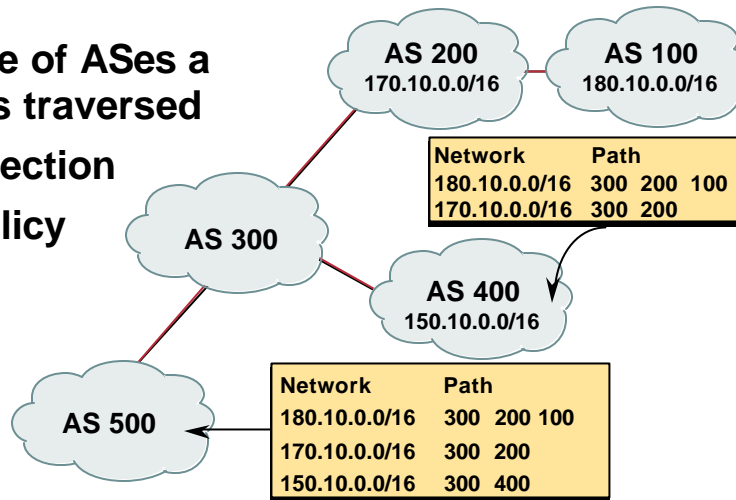 e of ASes a
s traversed
ection
licy
AS 200
170.10.0.0/16
AS 100
180.10.0.0/16
Network Path
180.10.0.0/16 300 200 100
170.10.0.0/16 300 200
AS 300
AS 400
150.10.0.0/16
AS 500
Network Path
180.10.0.0/16 300 200 100
170.10.0.0/16 300 200
150.10.0.0/16 300 400